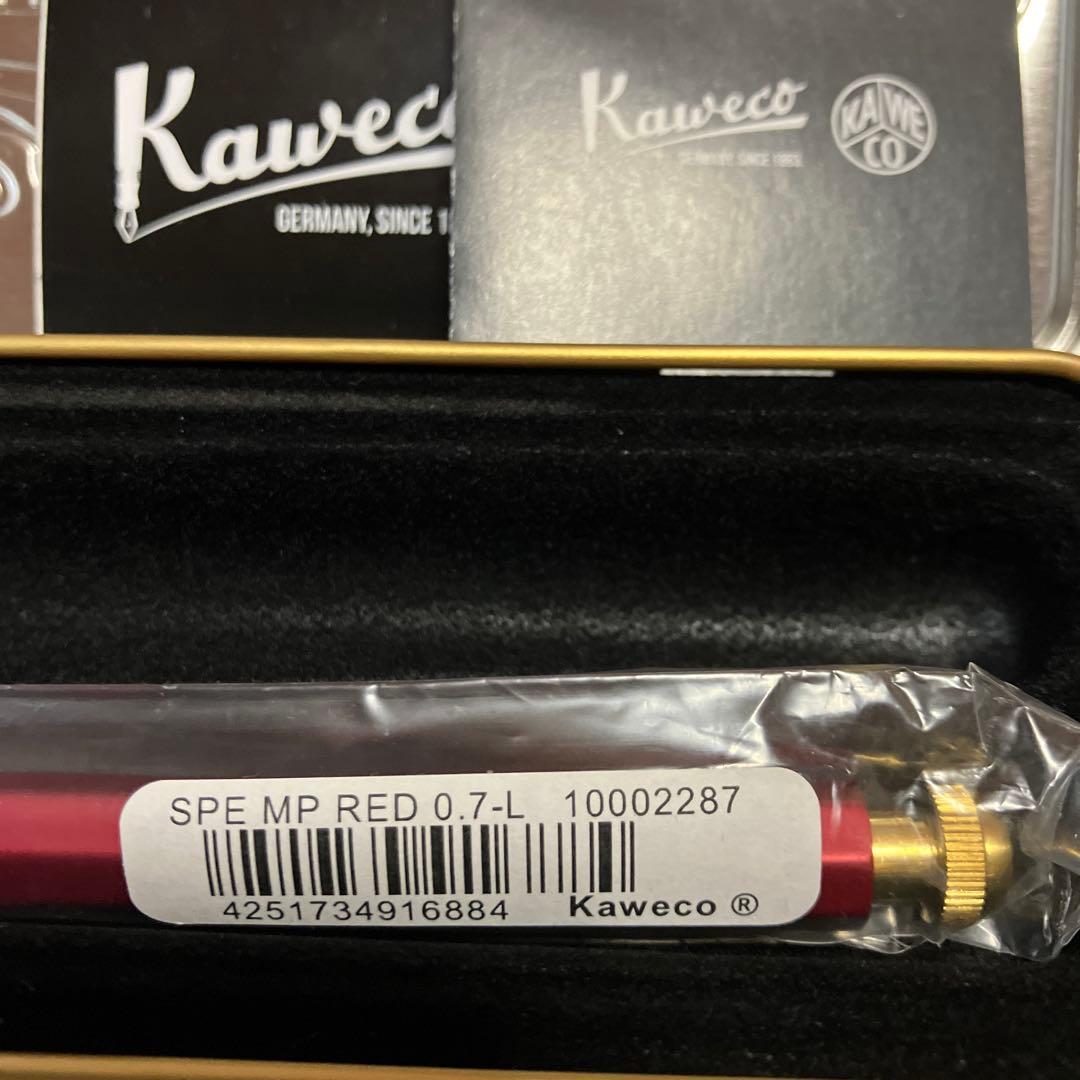 Kaweco
GERMANY, SINCE 1
Kaweco
GERMANY, SINCE 1883
KA WE CO
SPE MP RED 0.7-L 10002287
4251734916884 Kaweco ®